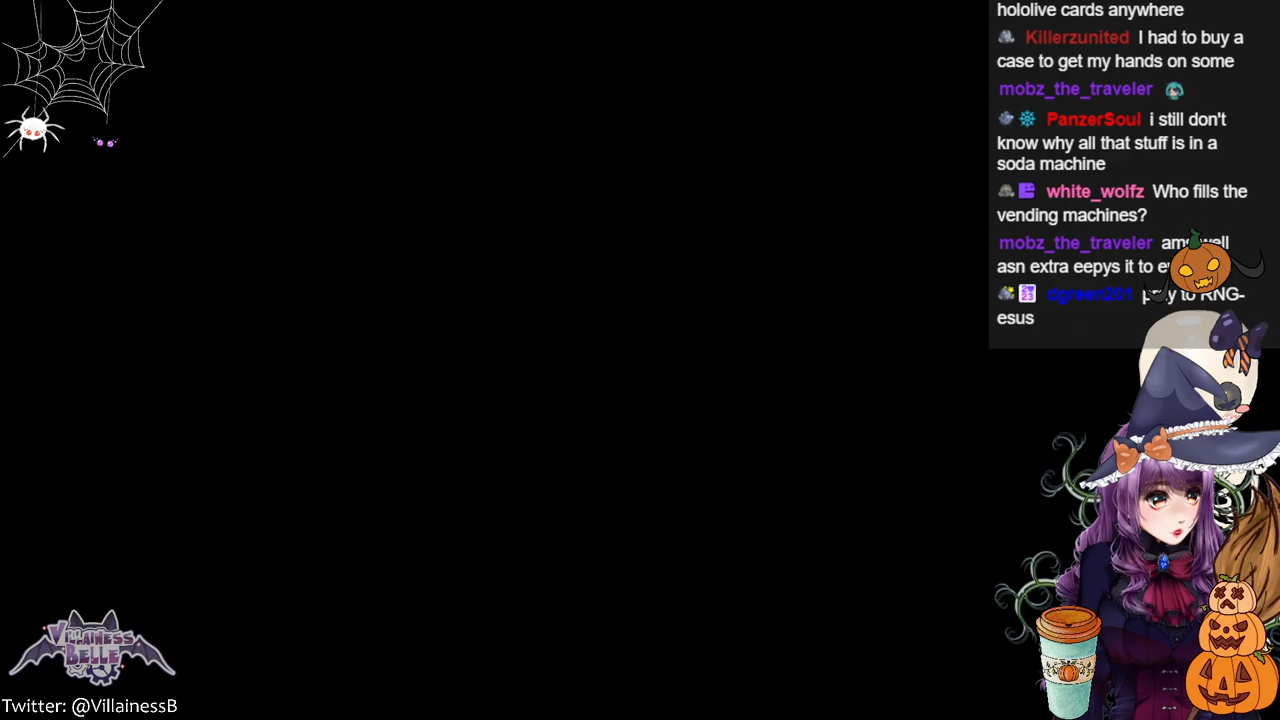 hololive cards anywhere
Killerzunited I had to buy a
case to get my hands on some
mobz_the_traveler
PanzerSoul i still don't
know why all that stuff is in a
soda machine
white_wolfz Who fills the
vending machines?
mobz_the_traveler
asn extra eepys it to
dgreen201 RNG-
esus
VILLAINESS
BELLE
Twitter: @VillainessB